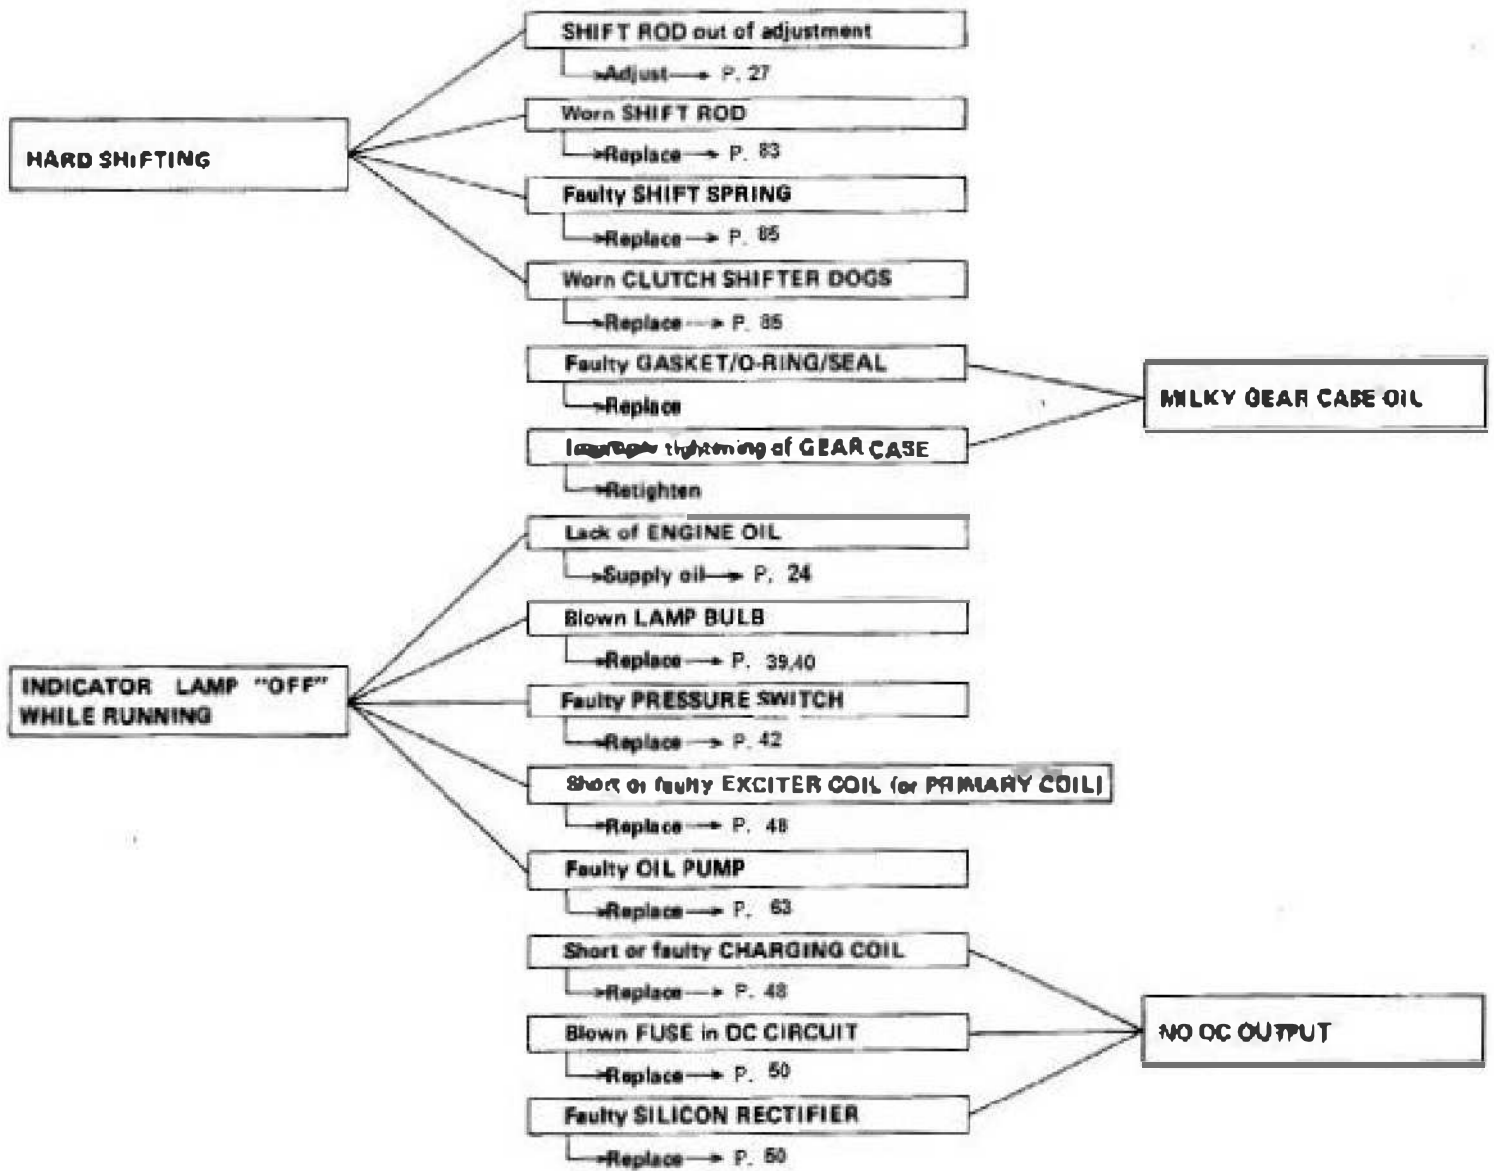 SHIFT ROD out of adjustment
Adjust P. 27
HARD SHIFTING
Worn SHIFT ROD
Replace P. 83
Faulty SHIFT SPRING
Replace P. 85
Worn CLUTCH SHIFTER DOGS
Replace P. 85
Faulty GASKET/O-RING/SEAL
Replace
MILKY GEAR CASE OIL
tightening of GEAR CASE
Retighten
Lack of ENGINE OIL
Supply oil P. 24
Blown LAMP BULB
Replace P. 39,40
INDICATOR LAMP "OFF"
WHILE RUNNING
Faulty PRESSURE SWITCH
Replace P. 42
Short or faulty EXCITER COIL (or PRIMARY COIL)
Replace P. 48
Faulty OIL PUMP
Replace P. 63
Short or faulty CHARGING COIL
Replace P. 48
Blown FUSE in DC CIRCUIT
Replace P. 50
NO DC OUTPUT
Faulty SILICON RECTIFIER
Replace P. 50